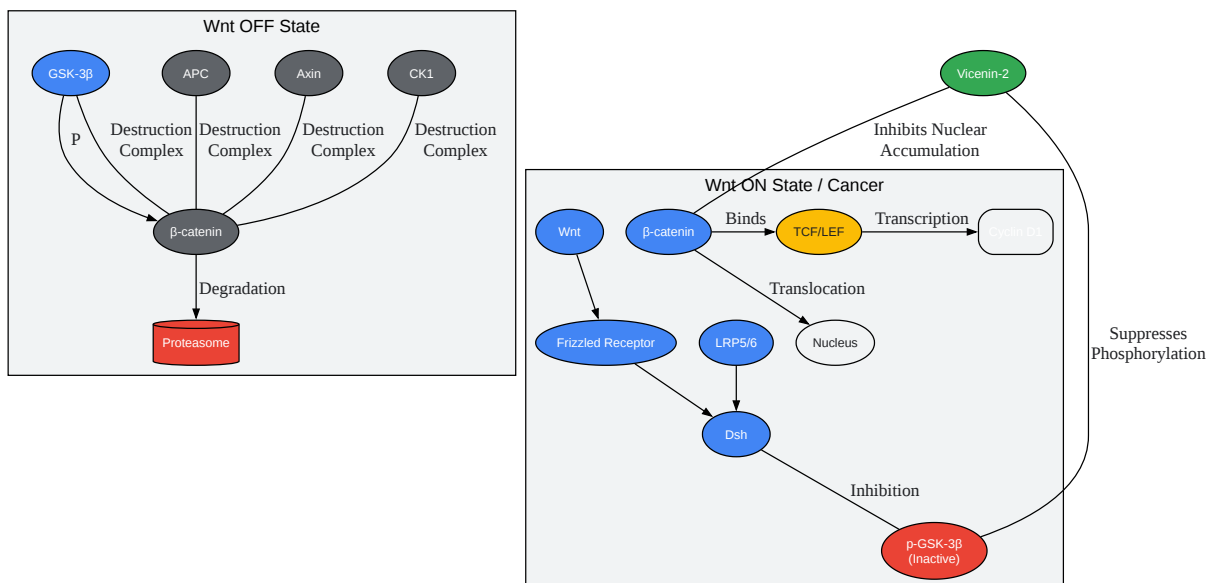 Wnt OFF State
GSK-3β
APC
Axin
CK1
P
Destruction
Complex
Destruction
Complex
Destruction
Complex
Destruction
Complex
β-catenin
Degradation
Proteasome
Vicenin-2
Inhibits Nuclear
Accumulation
Wnt ON State / Cancer
Wnt
β-catenin
Binds
TCF/LEF
Transcription
Cyclin D1
Translocation
Frizzled Receptor
LRP5/6
Nucleus
Suppresses
Phosphorylation
Dsh
Inhibition
p-GSK-3β
(Inactive)